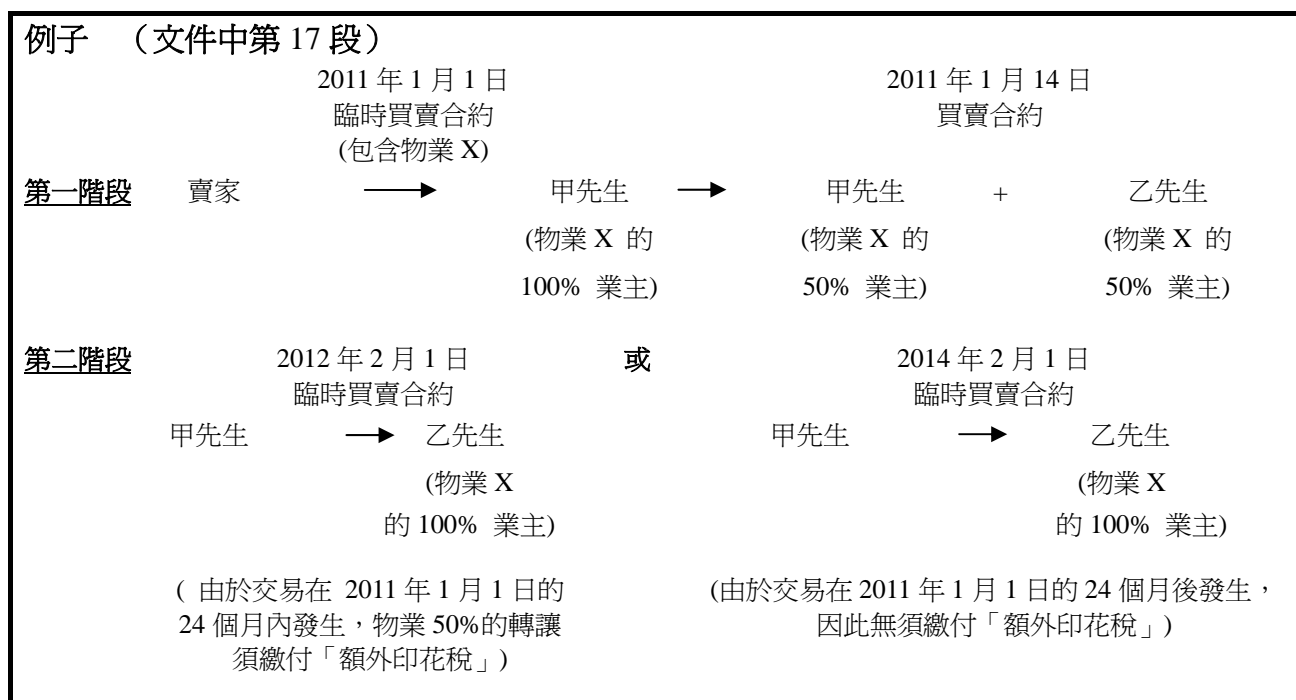 例子 （文件中第 17 段）
2011 年 1 月 1 日 2011 年 1 月 14 日
臨時買賣合約 買賣合約
(包含物業 X)
第一階段 賣家 → 甲先生 → 甲先生 + 乙先生
(物業 X 的 (物業 X 的 (物業 X 的
100% 業主) 50% 業主) 50% 業主)
第二階段 2012 年 2 月 1 日 或 2014 年 2 月 1 日
臨時買賣合約 臨時買賣合約
甲先生 → 乙先生 甲先生 → 乙先生
(物業 X (物業 X
的 100% 業主) 的 100% 業主)
( 由於交易在 2011 年 1 月 1 日的 (由於交易在 2011 年 1 月 1 日的 24 個月後發生，
24 個月內發生，物業 50%的轉讓 因此無須繳付「額外印花稅」)
須繳付「額外印花稅」)